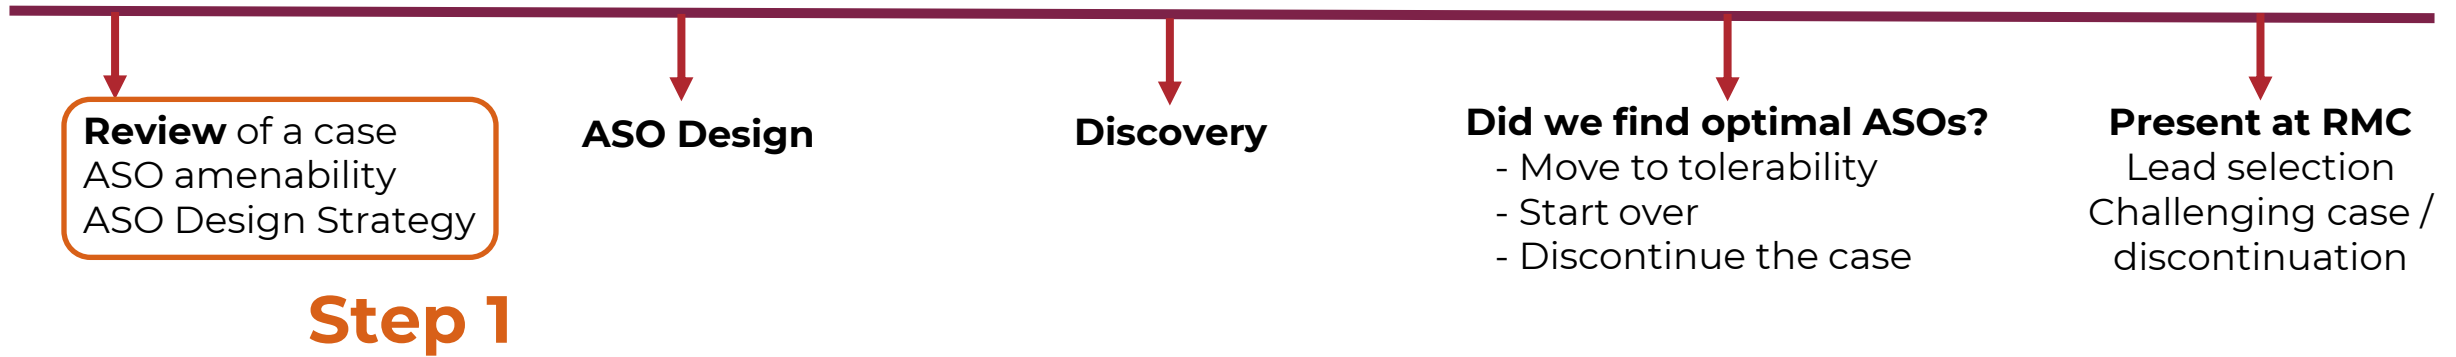 Review of a case
ASO amenability
ASO Design Strategy
Step 1
ASO Design
Discovery
Did we find optimal ASOs?
- Move to tolerability
- Start over
- Discontinue the case
Present at RMC
Lead selection
Challenging case /
discontinuation